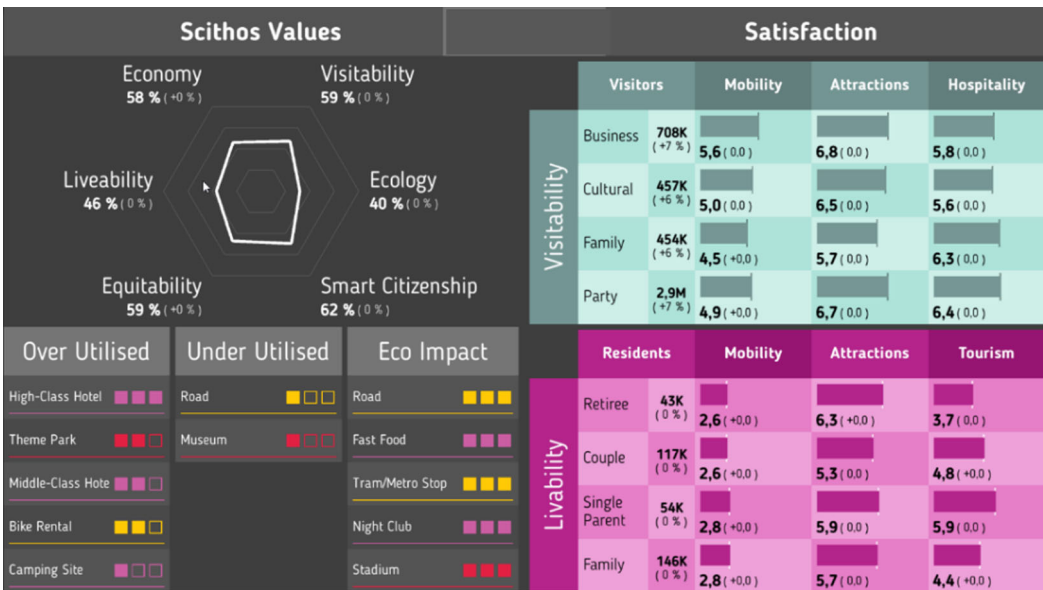 Scithos Values
Satisfaction
Economy
58 % (+0 %)
Visitability
59 % (0 %)
Liveability
46 % (0 %)
Ecology
40 % (0 %)
Equitability
59 % (+0 %)
Smart Citizenship
62 % (0 %)
Over Utilised
High-Class Hotel
Theme Park
Middle-Class Hote
Bike Rental
Camping Site
Under Utilised
Road
Museum
Eco Impact
Road
Fast Food
Tram/Metro Stop
Night Club
Stadium
Visitability
Visitors Mobility Attractions Hospitality
Business 708K (+7 %) 5,6 (0,0) 6,8 (0,0) 5,8 (0,0)
Cultural 457K (+6 %) 5,0 (0,0) 6,5 (0,0) 5,6 (0,0)
Family 454K (+6 %) 4,5 (+0,0) 5,7 (0,0) 6,3 (0,0)
Party 2,9M (+7 %) 4,9 (+0,0) 6,7 (0,0) 6,4 (0,0)
Livability
Residents Mobility Attractions Tourism
Retiree 43K (0 %) 2,6 (+0,0) 6,3 (+0,0) 3,7 (0,0)
Couple 117K (0 %) 2,6 (+0,0) 5,3 (0,0) 4,8 (+0,0)
Single Parent 54K (0 %) 2,8 (+0,0) 5,9 (0,0) 5,9 (0,0)
Family 146K (0 %) 2,8 (+0,0) 5,7 (0,0) 4,4 (+0,0)